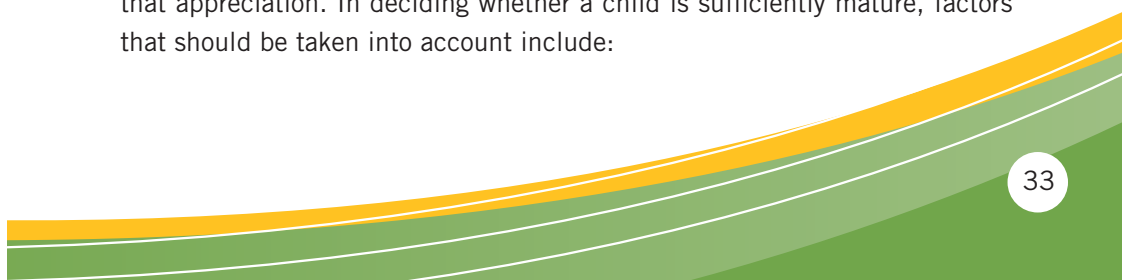 that appreciation. In deciding whether a child is sufficiently mature, factors
that should be taken into account include:
33